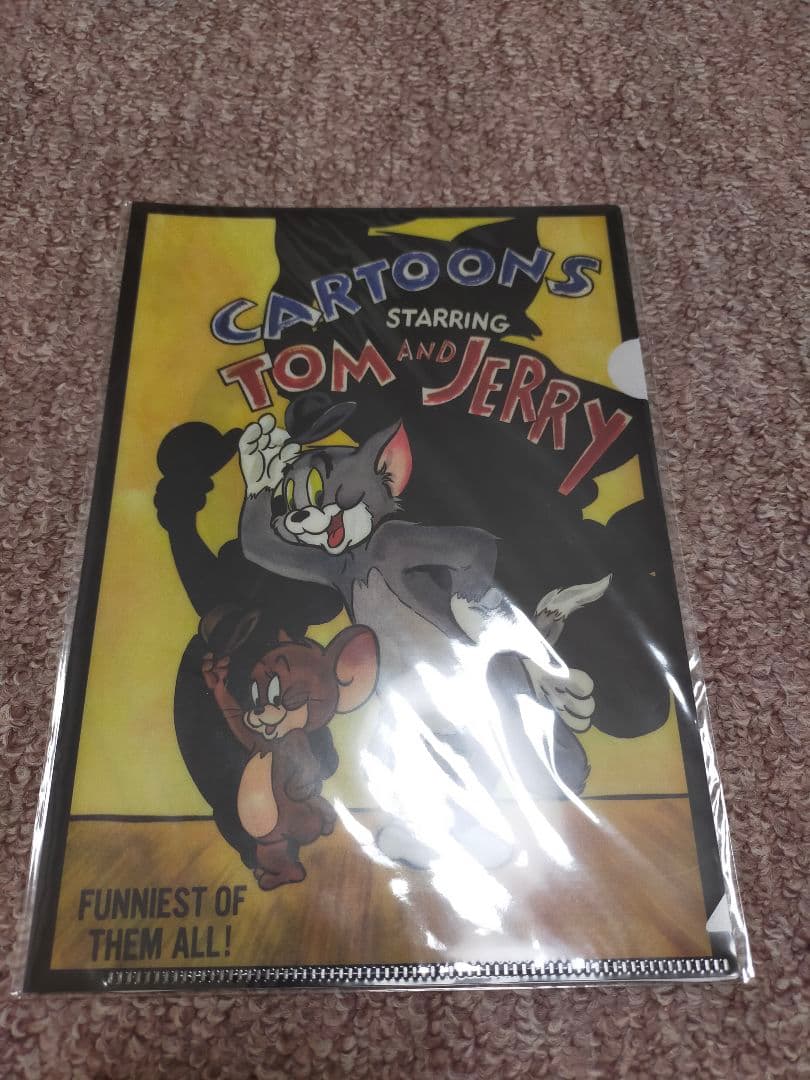 CARTOONS
STARRING
TOM AND JERRY
FUNNIEST OF
THEM ALL!